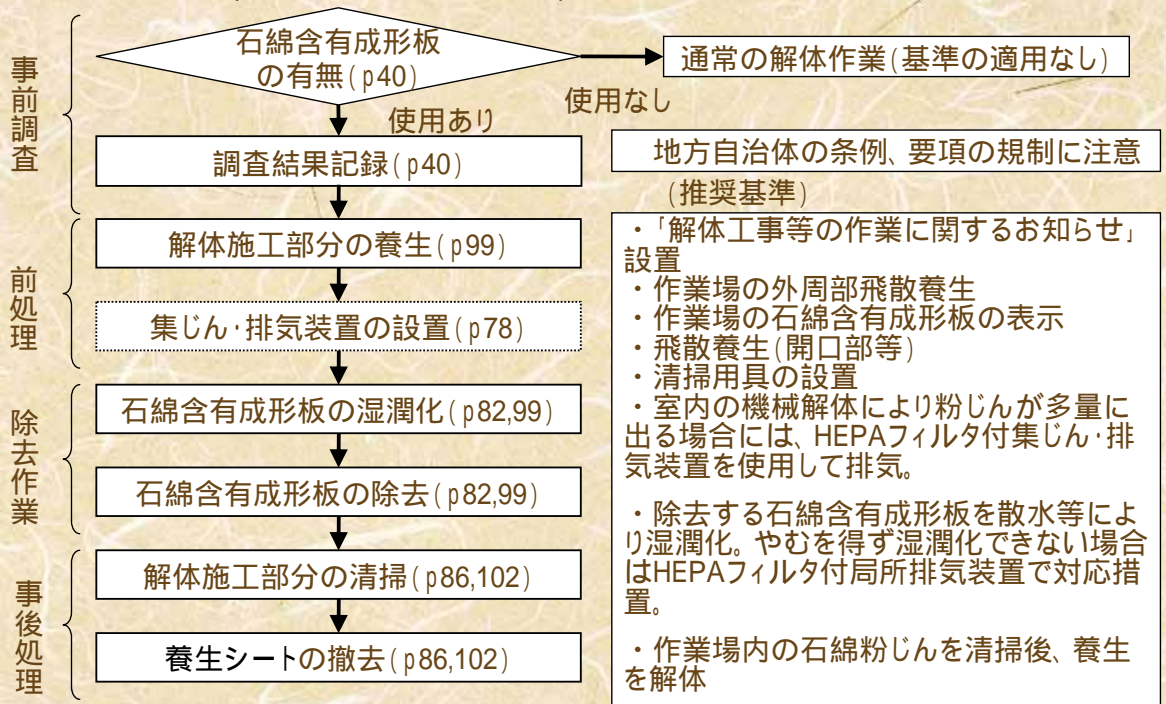 石綿含有成形板
の有無(p40)
通常の解体作業(基準の適用なし)
使用なし
使用あり
事前調査
調査結果記録(p40)
地方自治体の条例、要項の規制に注意
(推奨基準)
解体施工部分の養生(p99)
前処理
集じん・排気装置の設置(p78)
石綿含有成形板の湿潤化(p82,99)
除去作業
石綿含有成形板の除去(p82,99)
解体施工部分の清掃(p86,102)
事後処理
養生シートの撤去(p86,102)
・「解体工事等の作業に関するお知らせ」
設置
・作業場の外周部飛散養生
・作業場の石綿含有成形板の表示
・飛散養生(開口部等)
・清掃用具の設置
・室内の機械解体により粉じんが多量に
出る場合には、HEPAフィルタ付集じん・排
気装置を使用して排気。
・除去する石綿含有成形板を散水等によ
り湿潤化。やむを得ず湿潤化できない場合
はHEPAフィルタ付局所排気装置で対応措
置。
・作業場内の石綿粉じんを清掃後、養生
を解体